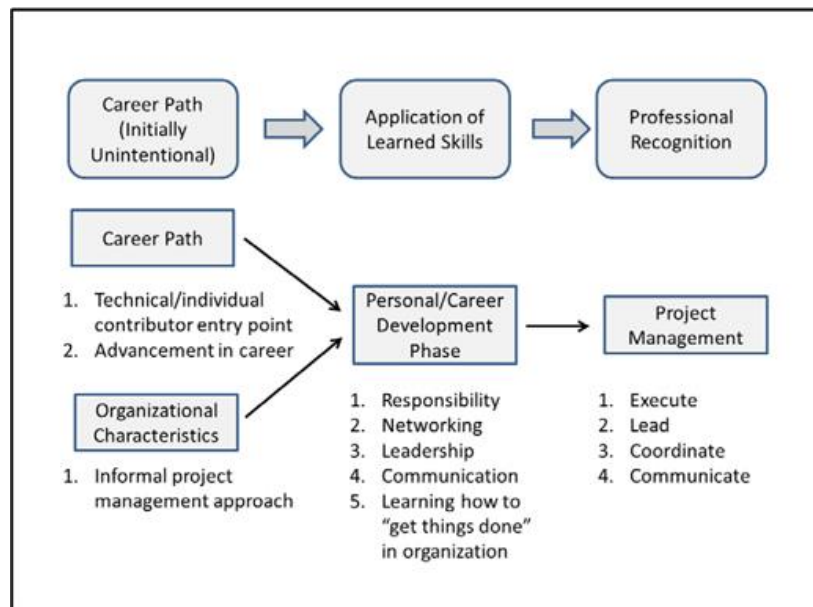 Career Path
(Initially
Unintentional)
Application of
Learned Skills
Professional
Recognition
Career Path
1. Technical/individual
contributor entry point
2. Advancement in career
Organizational
Characteristics
1. Informal project
management approach
Personal/Career
Development
Phase
1. Responsibility
2. Networking
3. Leadership
4. Communication
5. Learning how to
“get things done”
in organization
Project
Management
1. Execute
2. Lead
3. Coordinate
4. Communicate